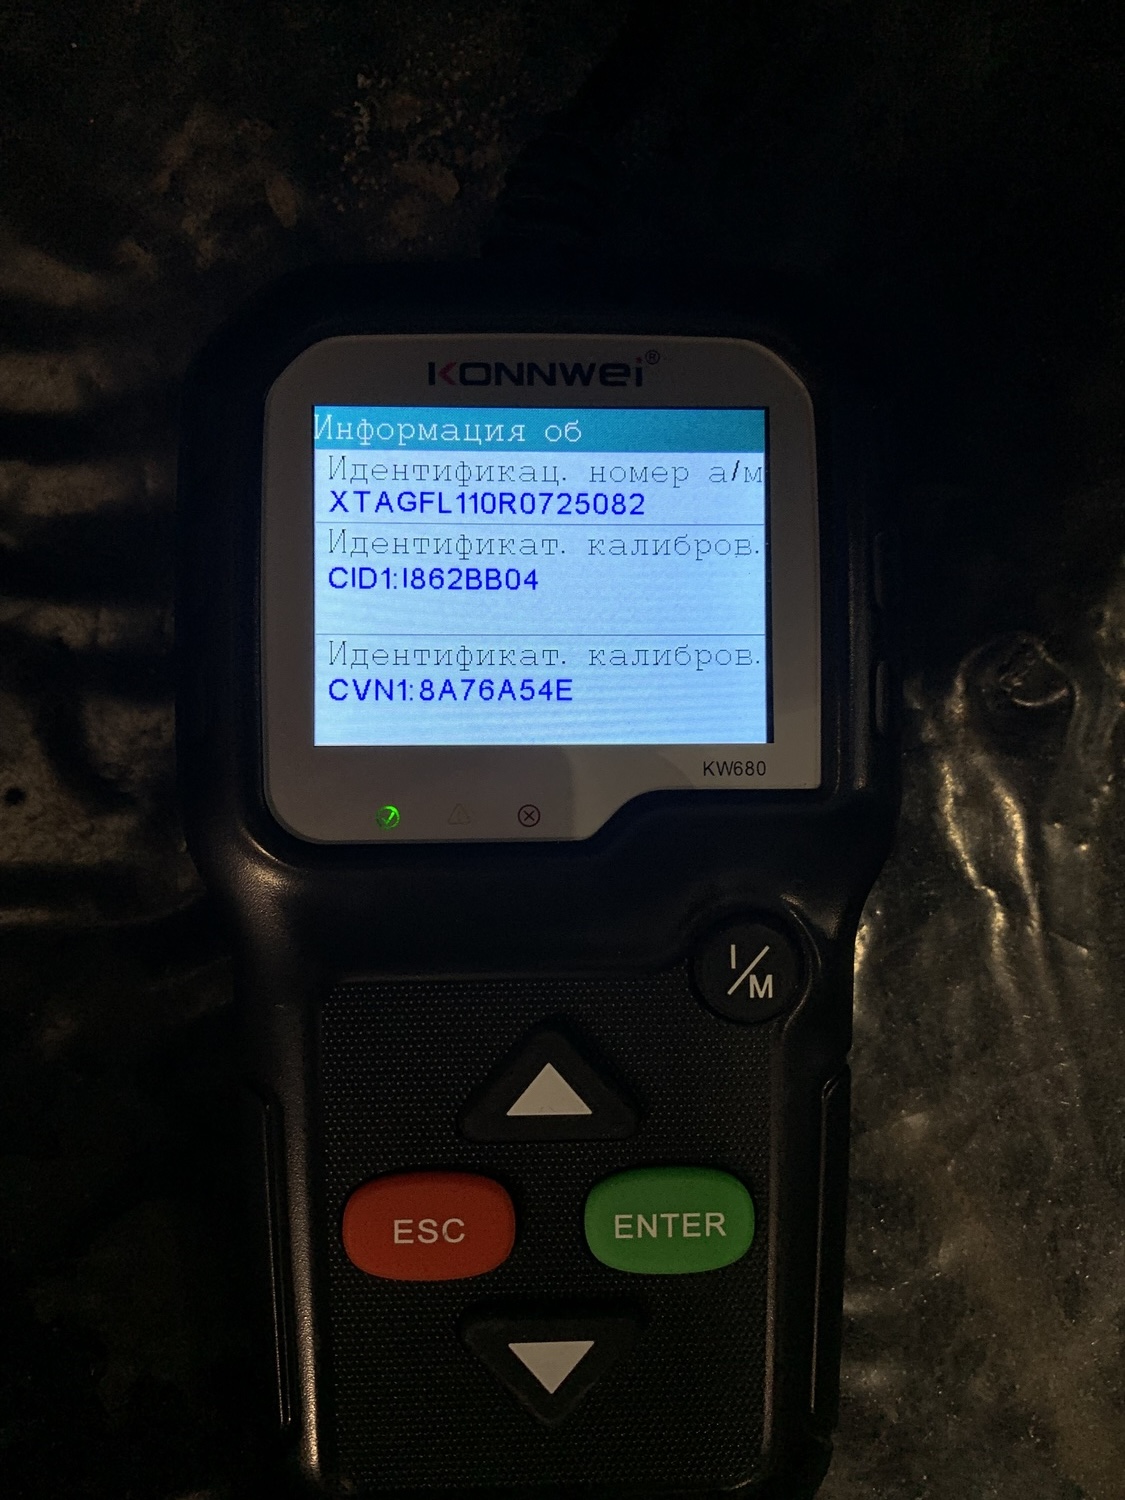 KONNWEI®
Информация об
Идентификац. номер а/м
XTAGFL110R0725082
Идентификат. калибров.
CID1:I862BB04
Идентификат. калибров.
CVN1:8A76A54E
KW680
I/M
ESC
ENTER